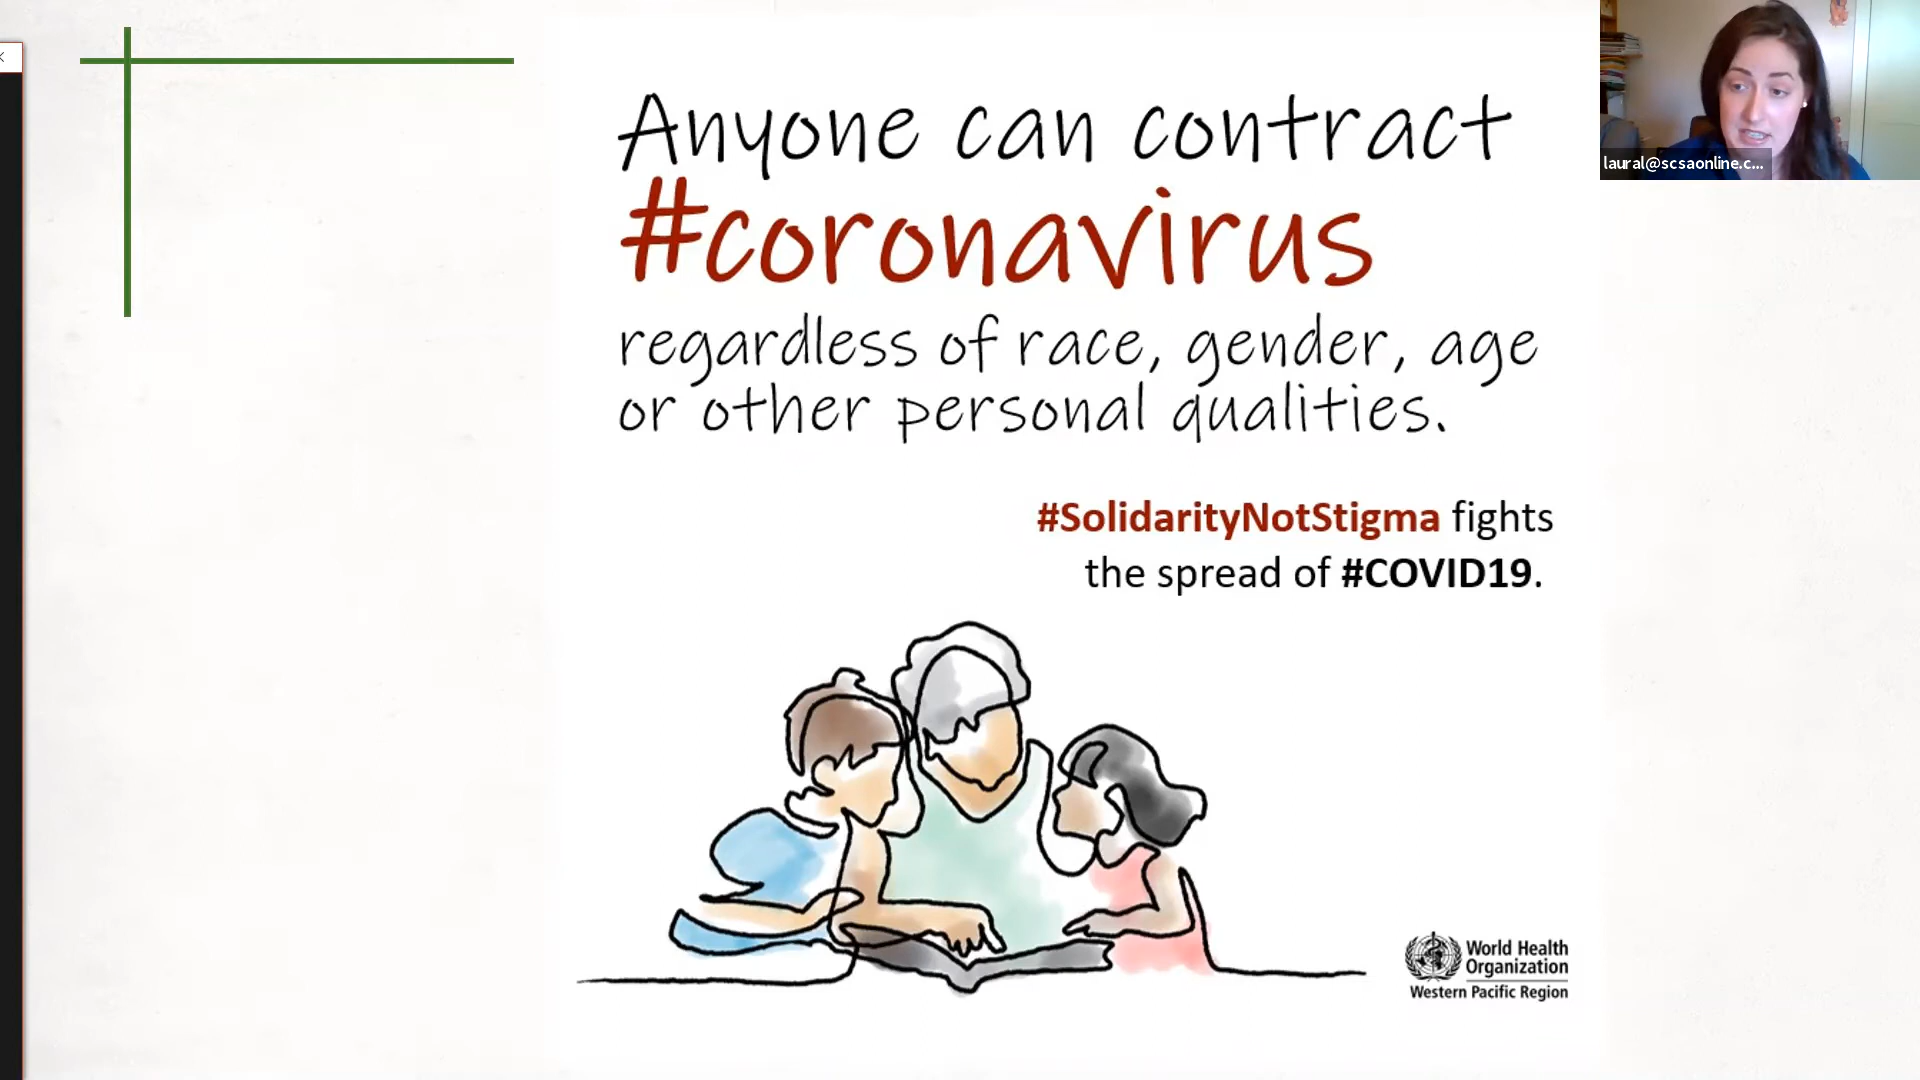 Anyone can contract
#coronavirus
regardless of race, gender, age
or other personal qualities.
#SolidarityNotStigma fights
the spread of #COVID19.
laural@scsaonline.c...
World Health
Organization
Western Pacific Region